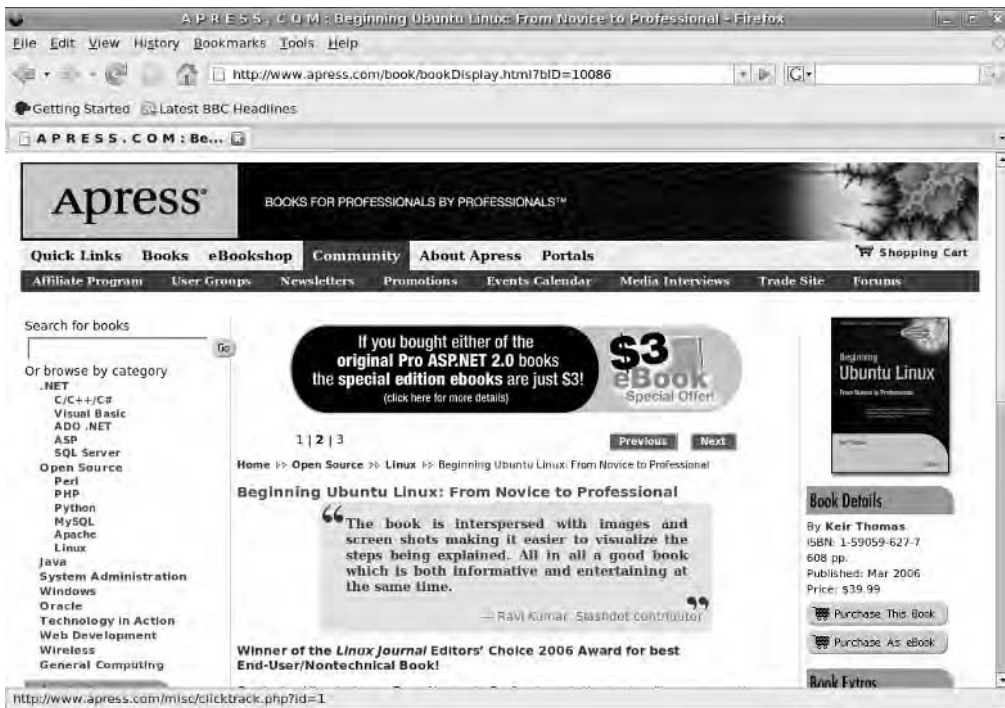 A P R E S S . C O M : Beginning Ubuntu Linux: From Novice to Professional - Firefox
File Edit View History Bookmarks Tools Help
http://www.apress.com/book/bookDisplay.html?bID=10086
G
Getting Started Latest BBC Headlines
A P R E S S . C O M : Be...
Apress®
BOOKS FOR PROFESSIONALS BY PROFESSIONALS™
Quick Links Books eBookshop Community About Apress Portals
Shopping Cart
Affiliate Program User Groups Newsletters Promotions Events Calendar Media Interviews Trade Site Forums
Search for books
Go
Or browse by category
.NET
C/C++/C#
Visual Basic
ADO .NET
ASP
SQL Server
Open Source
Perl
PHP
Python
MySQL
Apache
Linux
Java
System Administration
Windows
Oracle
Technology in Action
Web Development
Wireless
General Computing
If you bought either of the
original Pro ASP.NET 2.0 books
the special edition ebooks are just $3!
(click here for more details)
$3
eBook
Special Offer!
1 | 2 | 3
Previous Next
Home >> Open Source >> Linux >> Beginning Ubuntu Linux: From Novice to Professional
Beginning Ubuntu Linux: From Novice to Professional
“The book is interspersed with images and
screen shots making it easier to visualize the
steps being explained. All in all a good book
which is both informative and entertaining at
the same time.”
— Ravi Kumar, Slashdot contributor
Winner of the Linux Journal Editors' Choice 2006 Award for best
End-User/Nontechnical Book!
Beginning
Ubuntu Linux
From Novice to Professional
Book Details
By Keir Thomas
ISBN: 1-59059-627-7
608 pp.
Published: Mar 2006
Price: $39.99
Purchase This Book
Purchase As eBook
Book Extras
http://www.apress.com/misc/clicktrack.php?id=1